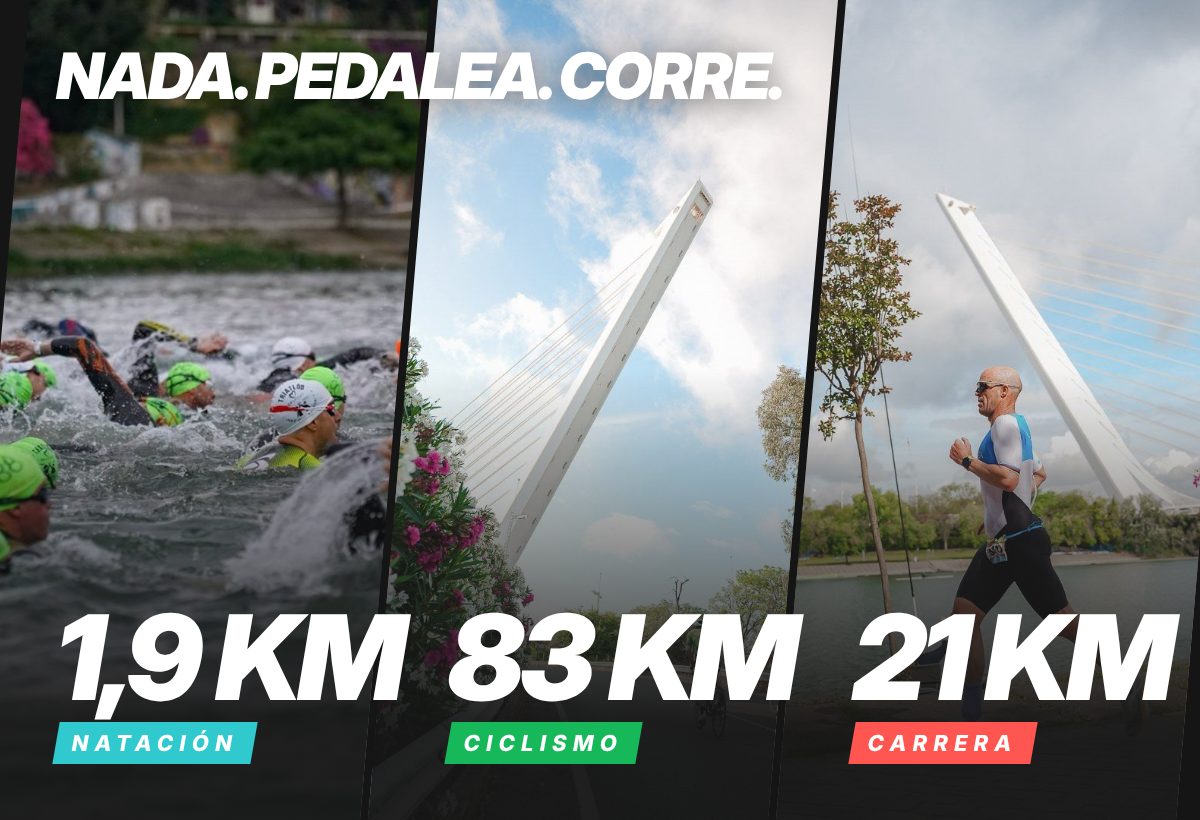 NADA. PEDALEA. CORRE.
1,9 KM
NATACIÓN
83 KM
CICLISMO
21 KM
CARRERA